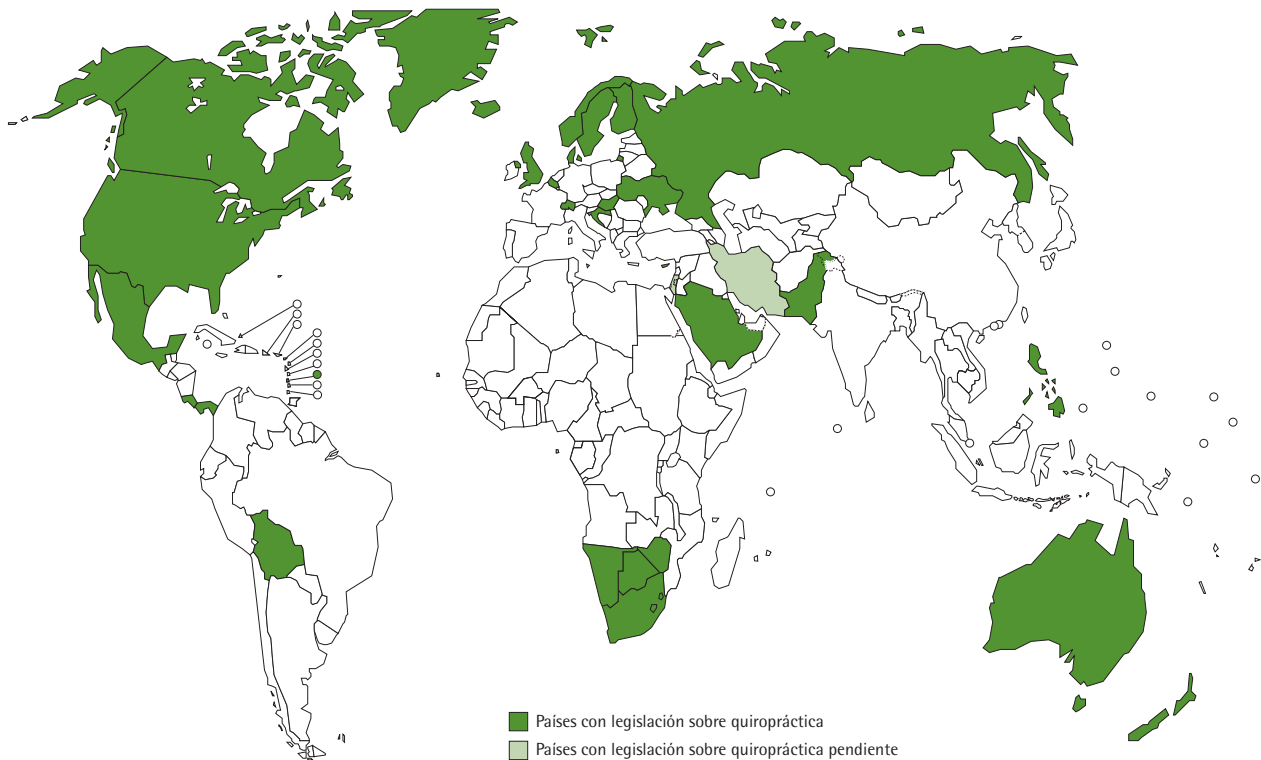 Países con legislación sobre quiropráctica
Países con legislación sobre quiropráctica pendiente